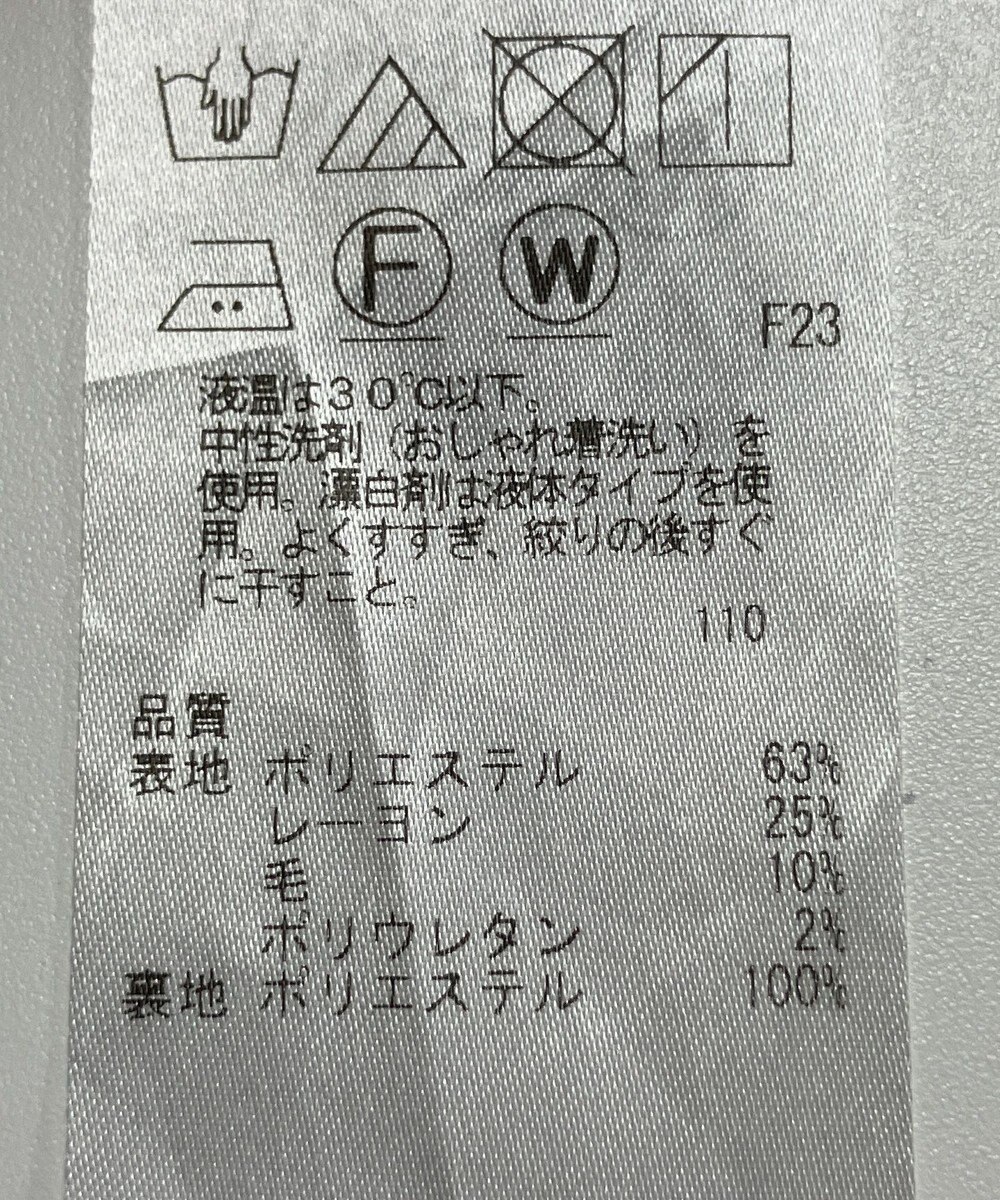 F W
F23
液温は30℃以下。
中性洗剤（おしゃれ着洗い）を
使用。漂白剤は液体タイプを使
用。よくすすぎ、絞りの後すぐ
に干すこと。
110
品質
表地 ポリエステル 63%
レーヨン 25%
毛 10%
ポリウレタン 2%
裏地 ポリエステル 100%